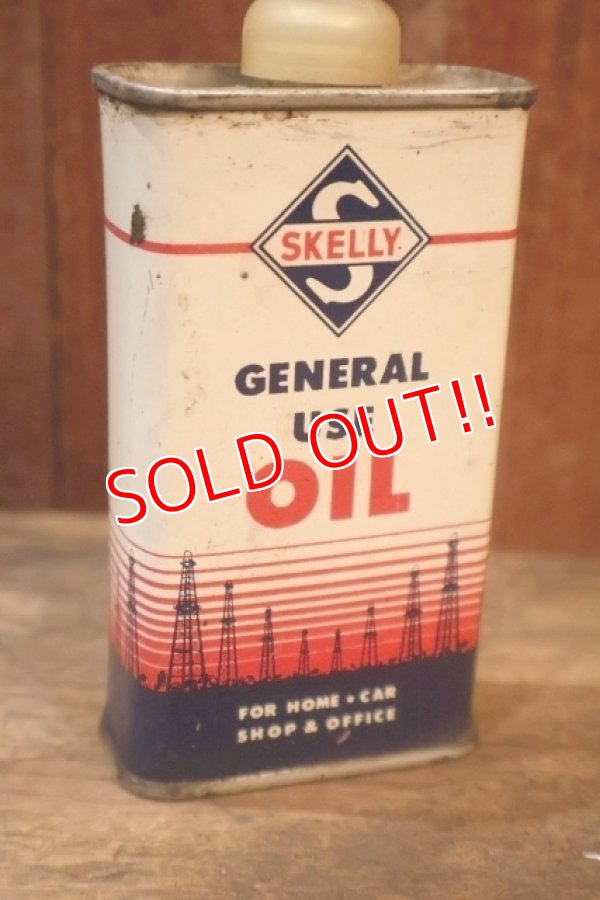 S
SKELLY
GENERAL
USE
SOLD OUT!!
OIL
FOR HOME • CAR
SHOP & OFFICE